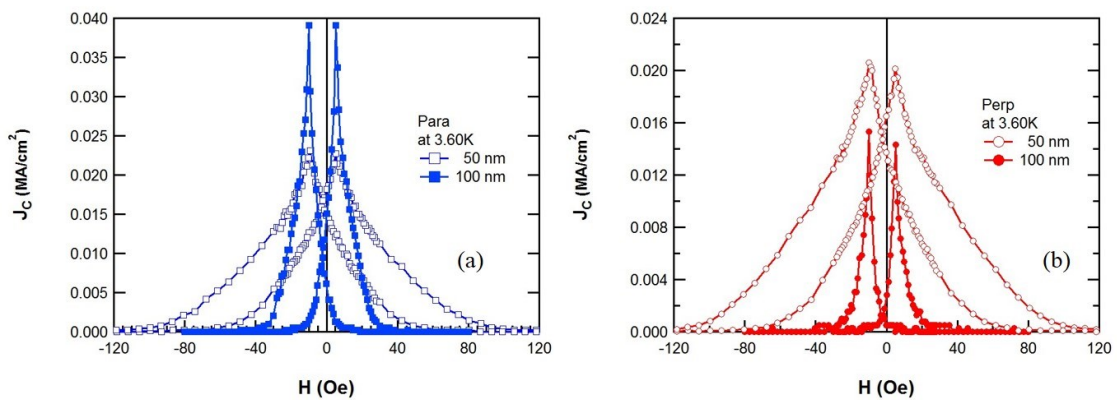 0.040
0.035
0.030
0.025
0.020
0.015
0.010
0.005
0.000
J_C (MA/cm²)
-120 -80 -40 0 40 80 120
H (Oe)
Para
at 3.60K
50 nm
100 nm
(a)
0.024
0.020
0.016
0.012
0.008
0.004
0.000
J_C (MA/cm²)
-120 -80 -40 0 40 80 120
H (Oe)
Perp
at 3.60K
50 nm
100 nm
(b)